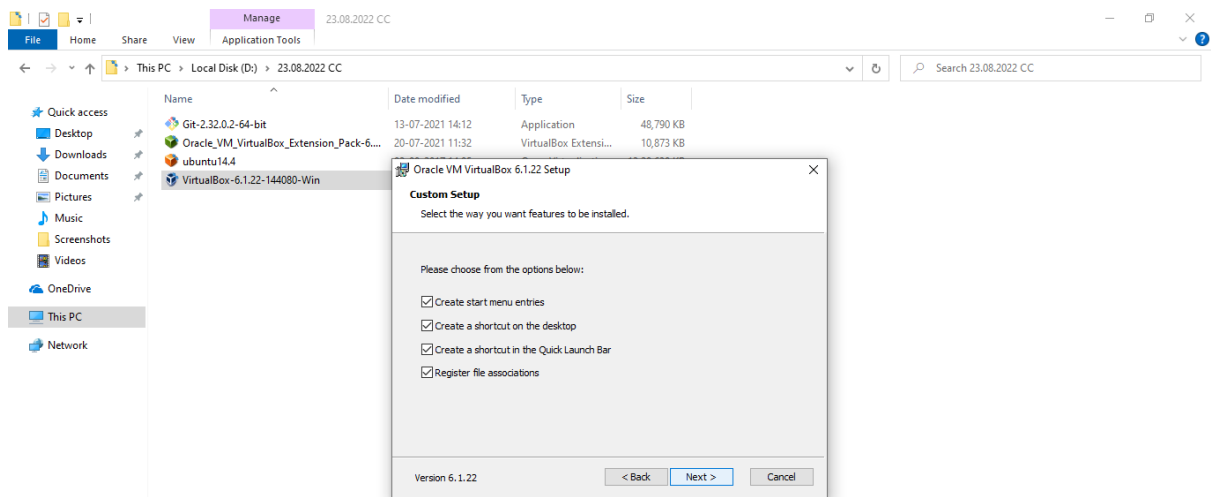 Manage 23.08.2022 CC
File Home Share View Application Tools
This PC > Local Disk (D:) > 23.08.2022 CC
Search 23.08.2022 CC
Quick access
Desktop
Downloads
Documents
Pictures
Music
Screenshots
Videos
OneDrive
This PC
Network
Name Date modified Type Size
Git-2.32.0.2-64-bit 13-07-2021 14:12 Application 48,790 KB
Oracle_VM_VirtualBox_Extension_Pack-6.... 20-07-2021 11:32 VirtualBox Extensi... 10,873 KB
ubuntu14.4
VirtualBox-6.1.22-144080-Win
Oracle VM VirtualBox 6.1.22 Setup
Custom Setup
Select the way you want features to be installed.
Please choose from the options below:
Create start menu entries
Create a shortcut on the desktop
Create a shortcut in the Quick Launch Bar
Register file associations
Version 6.1.22
< Back Next > Cancel